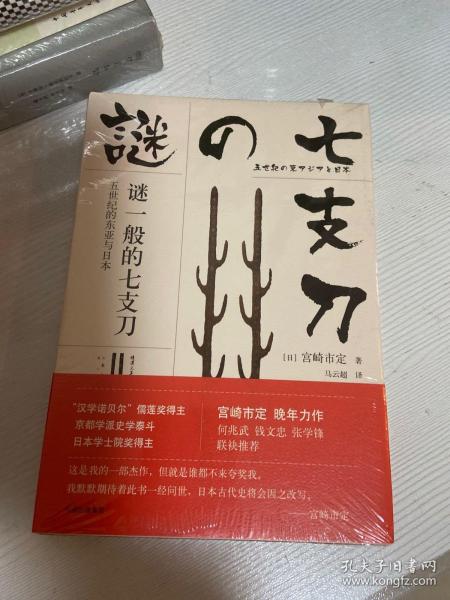 謎の七支刀
五世紀の東アジアと日本
谜一般的七支刀
五世纪的东亚与日本
[日] 宫崎市定 著
马云超 译
"汉学诺贝尔"儒莲奖得主
京都学派史学泰斗
日本学士院奖得主
宫崎市定 晚年力作
何兆武 钱文忠 张学锋
联袂推荐
这是我的一部杰作，但就是谁都不来夸奖我。
我默默期待着此书一经问世，日本古代史将会因之改写。
——宫崎市定
孔夫子旧书网